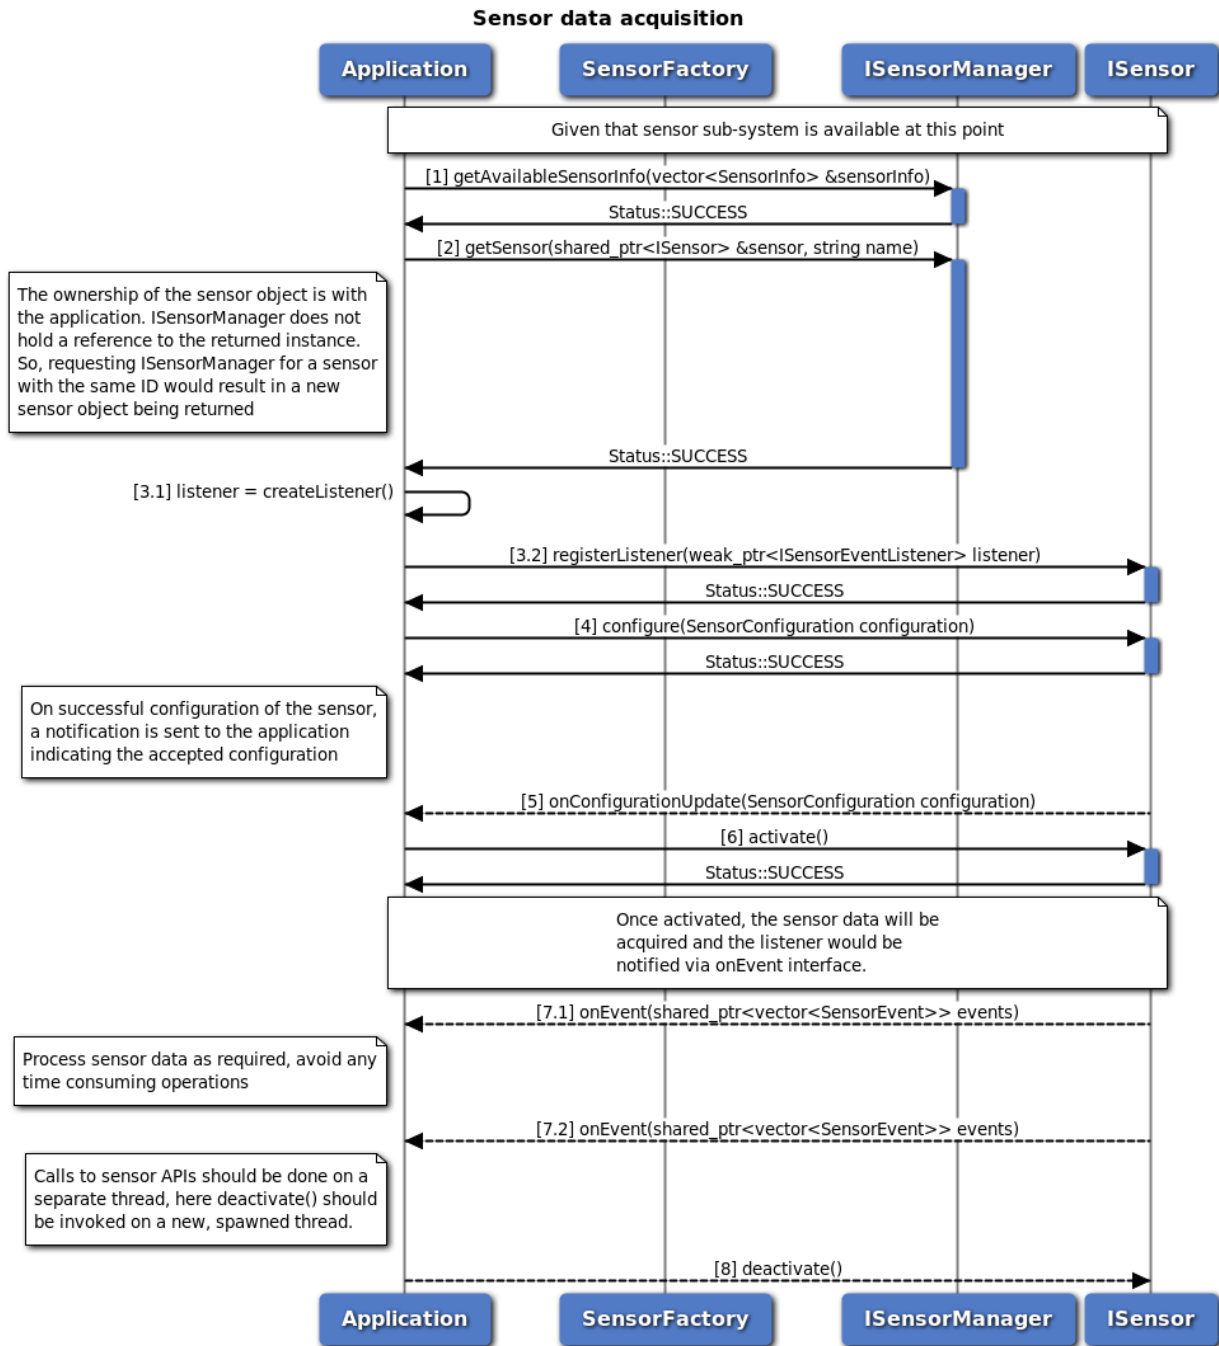 Sensor data acquisition
Application
SensorFactory
ISensorManager
ISensor
Given that sensor sub-system is available at this point
[1] getAvailableSensorInfo(vector<SensorInfo> &sensorInfo)
Status::SUCCESS
[2] getSensor(shared_ptr<ISensor> &sensor, string name)
The ownership of the sensor object is with
the application. ISensorManager does not
hold a reference to the returned instance.
So, requesting ISensorManager for a sensor
with the same ID would result in a new
sensor object being returned
Status::SUCCESS
[3.1] listener = createListener()
[3.2] registerListener(weak_ptr<ISensorEventListener> listener)
Status::SUCCESS
[4] configure(SensorConfiguration configuration)
Status::SUCCESS
On successful configuration of the sensor,
a notification is sent to the application
indicating the accepted configuration
[5] onConfigurationUpdate(SensorConfiguration configuration)
[6] activate()
Status::SUCCESS
Once activated, the sensor data will be
acquired and the listener would be
notified via onEvent interface.
[7.1] onEvent(shared_ptr<vector<SensorEvent>> events)
Process sensor data as required, avoid any
time consuming operations
[7.2] onEvent(shared_ptr<vector<SensorEvent>> events)
Calls to sensor APIs should be done on a
separate thread, here deactivate() should
be invoked on a new, spawned thread.
[8] deactivate()
Application
SensorFactory
ISensorManager
ISensor